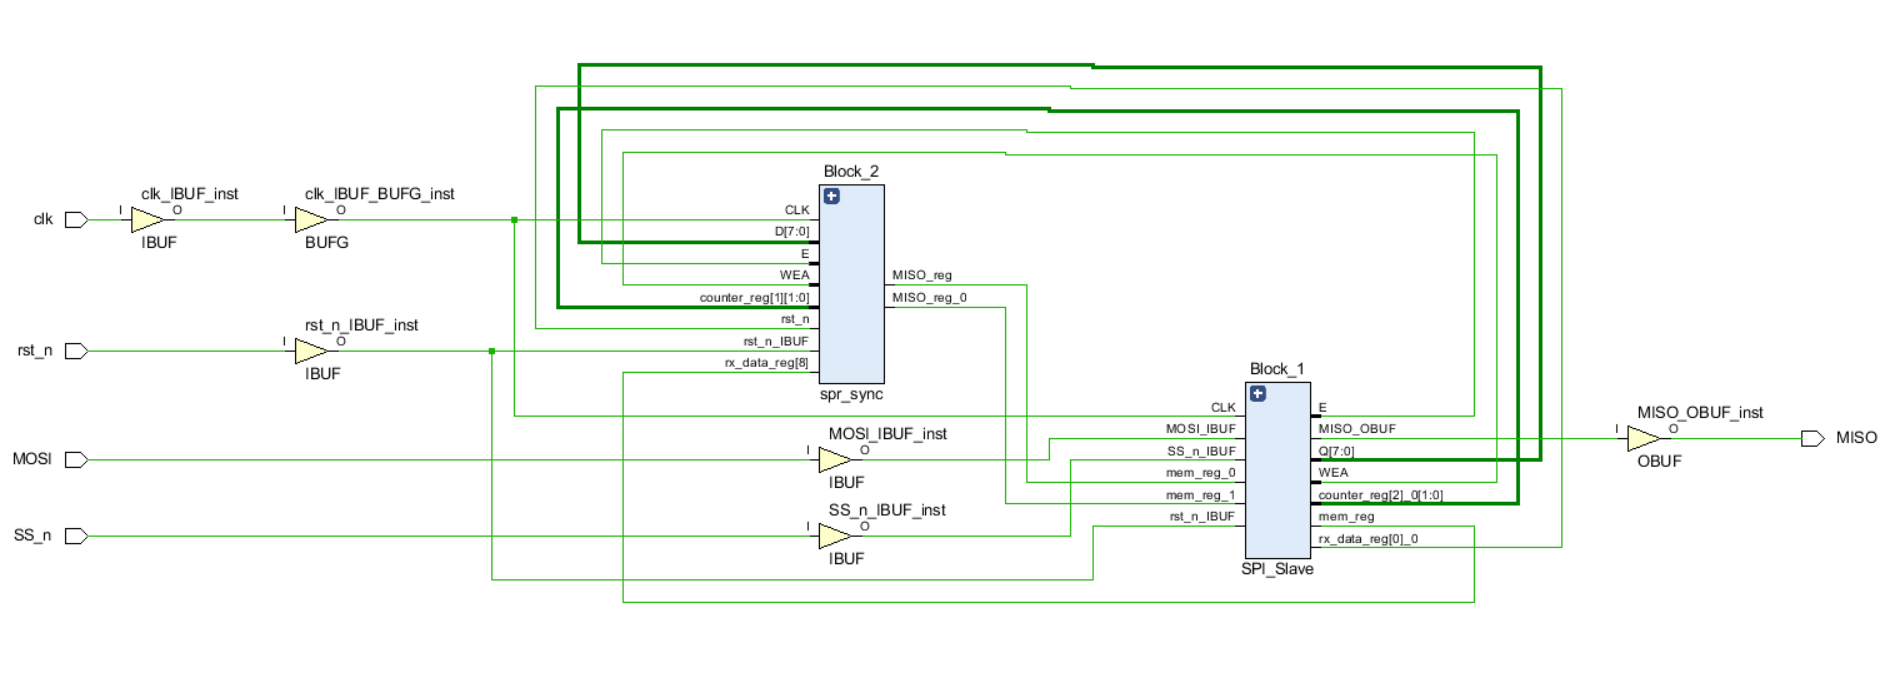 Block_2
clk_IBUF_inst
clk_IBUF_BUFG_inst
clk
I
O
I
O
IBUF
BUFG
CLK
D[7:0]
E
WEA
counter_reg[1][1:0]
rst_n
rst_n_IBUF
rx_data_reg[8]
MISO_reg
MISO_reg_0
spr_sync
rst_n_IBUF_inst
rst_n
I
O
IBUF
Block_1
CLK
MOSI_IBUF
SS_n_IBUF
mem_reg_0
mem_reg_1
rst_n_IBUF
E
MISO_OBUF
Q[7:0]
WEA
counter_reg[2]_0[1:0]
mem_reg
rx_data_reg[0]_0
SPI_Slave
MISO_OBUF_inst
I
O
MISO
OBUF
MOSI_IBUF_inst
MOSI
I
O
IBUF
SS_n_IBUF_inst
SS_n
I
O
IBUF